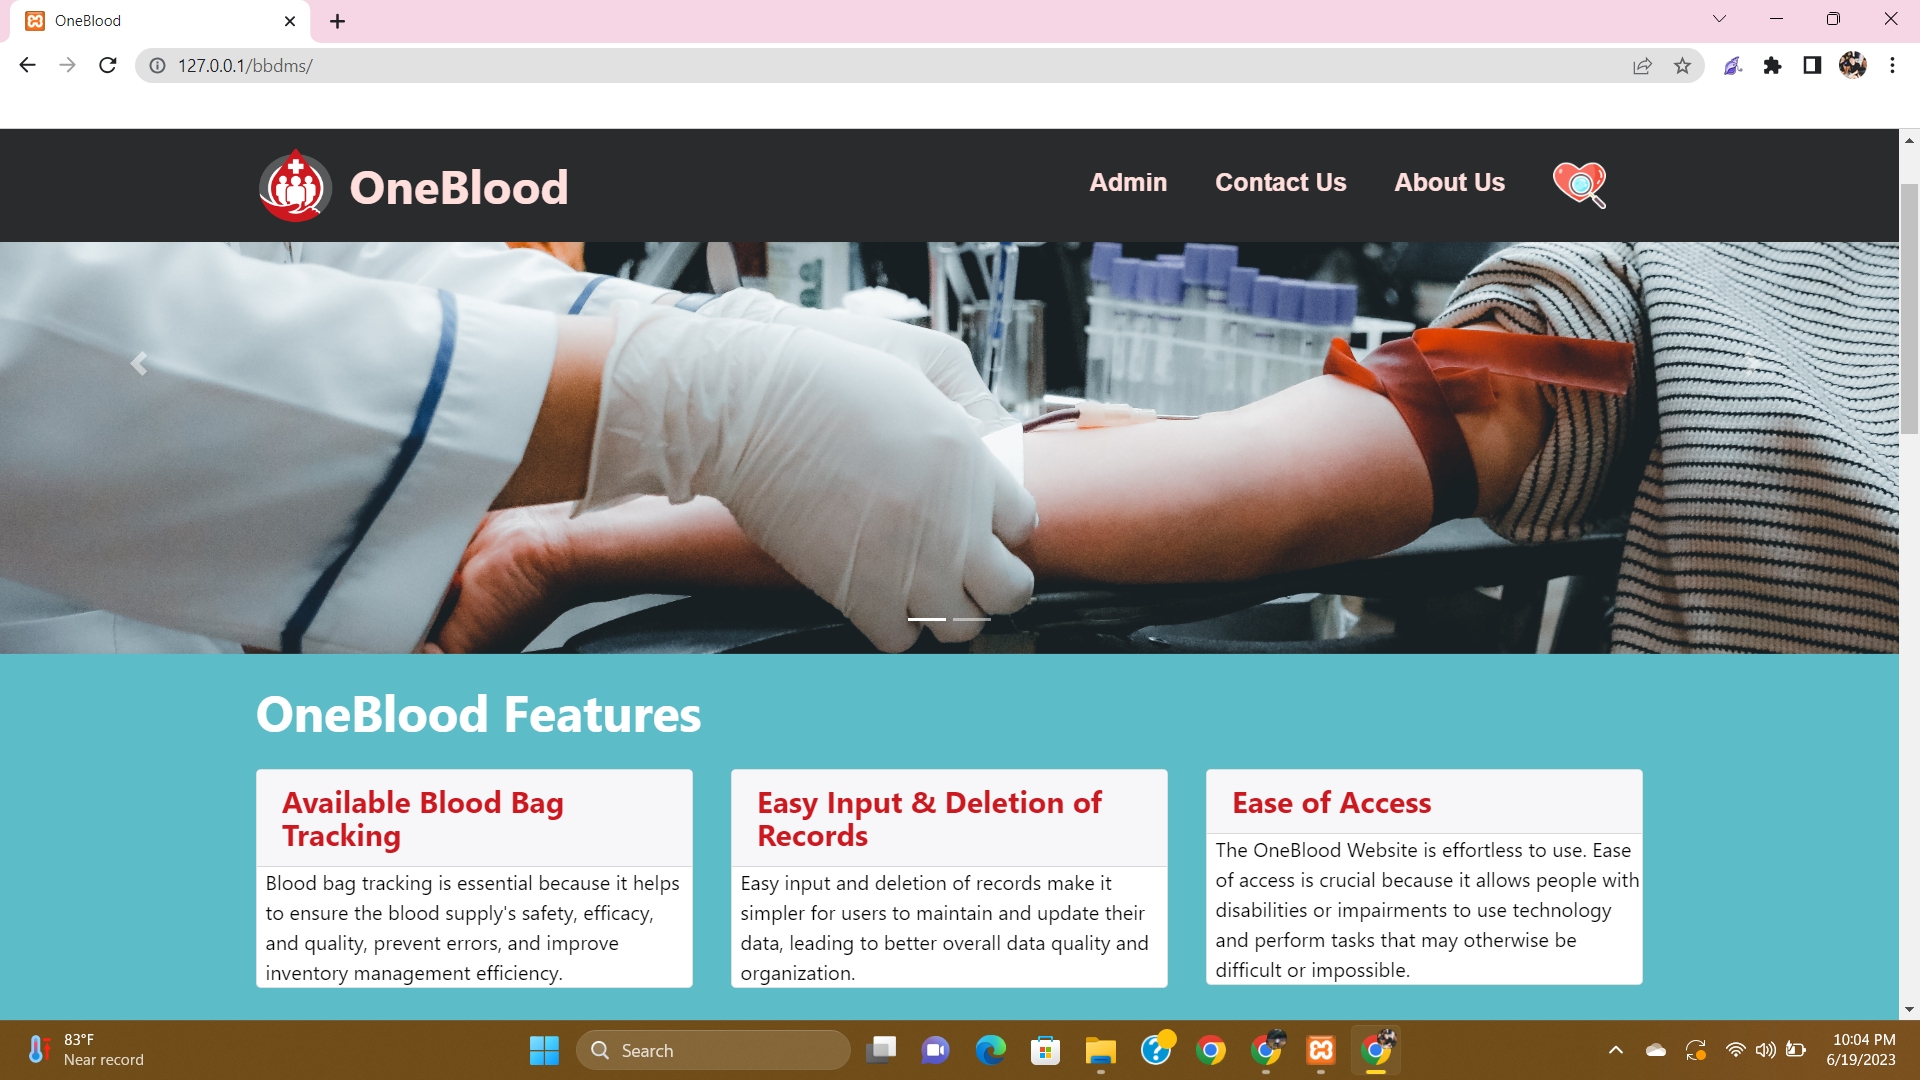 OneBlood
127.0.0.1/bbdms/
OneBlood
Admin
Contact Us
About Us
OneBlood Features
Available Blood Bag
Tracking
Blood bag tracking is essential because it helps
to ensure the blood supply's safety, efficacy,
and quality, prevent errors, and improve
inventory management efficiency.
Easy Input & Deletion of
Records
Easy input and deletion of records make it
simpler for users to maintain and update their
data, leading to better overall data quality and
organization.
Ease of Access
The OneBlood Website is effortless to use. Ease
of access is crucial because it allows people with
disabilities or impairments to use technology
and perform tasks that may otherwise be
difficult or impossible.
83°F
Near record
Search
10:04 PM
6/19/2023